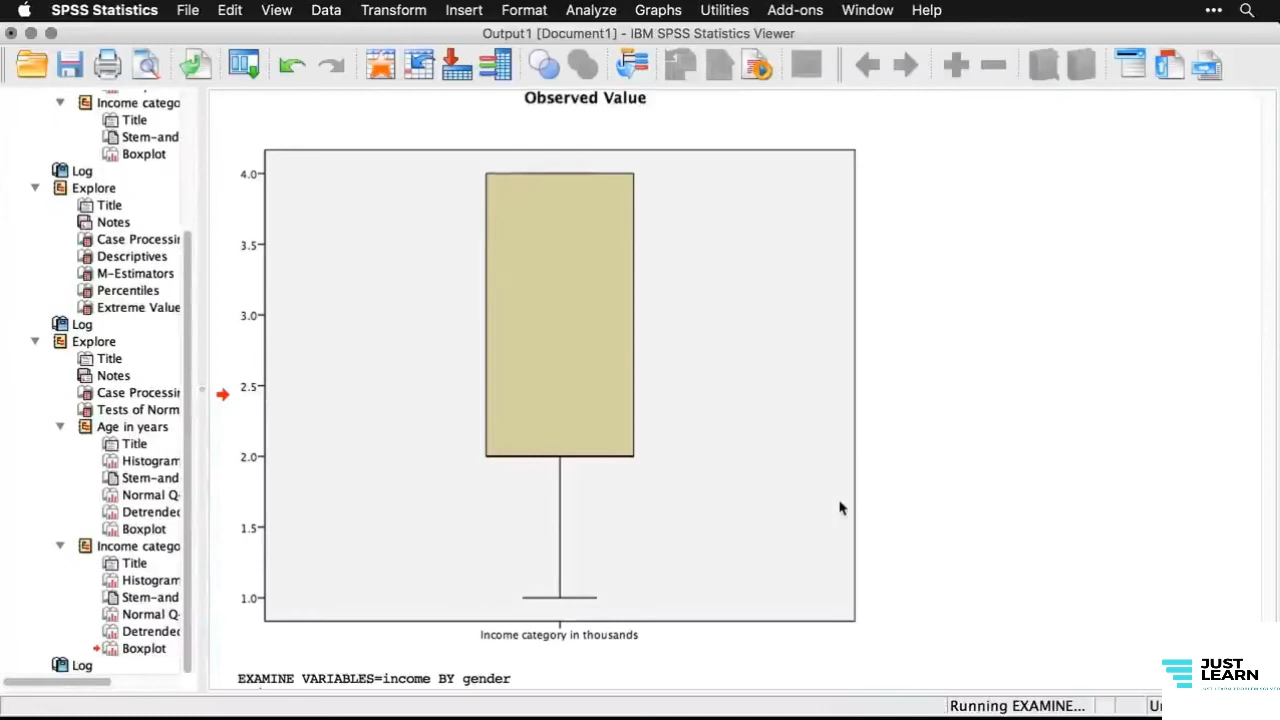 SPSS Statistics File Edit View Data Transform Insert Format Analyze Graphs Utilities Add-ons Window Help
Output1 [Document1] - IBM SPSS Statistics Viewer
Income catego
Title
Stem-and
Boxplot
Log
Explore
Title
Notes
Case Processin
Descriptives
M-Estimators
Percentiles
Extreme Value
Log
Explore
Title
Notes
Case Processin
Tests of Norm
Age in years
Title
Histogram
Stem-and
Normal Q
Detrended
Boxplot
Income catego
Title
Histogram
Stem-and
Normal Q
Detrended
Boxplot
Log
Observed Value
4.0
3.5
3.0
2.5
2.0
1.5
1.0
Income category in thousands
EXAMINE VARIABLES=income BY gender
JUST
LEARN
Running EXAMINE...